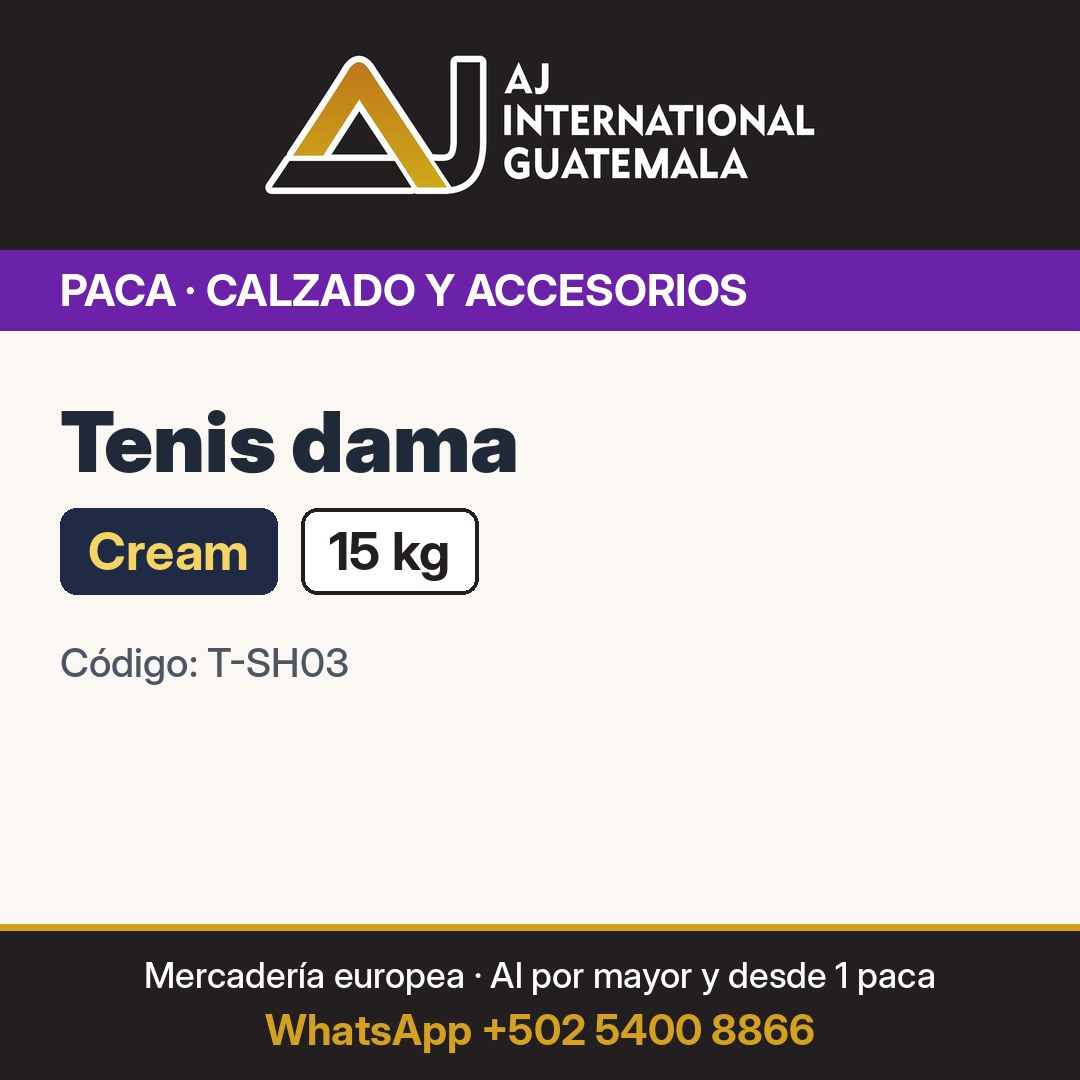 AJ
AJ
INTERNATIONAL
GUATEMALA
PACA · CALZADO Y ACCESORIOS
Tenis dama
Cream
15 kg
Código: T-SH03
Mercadería europea · Al por mayor y desde 1 paca
WhatsApp +502 5400 8866